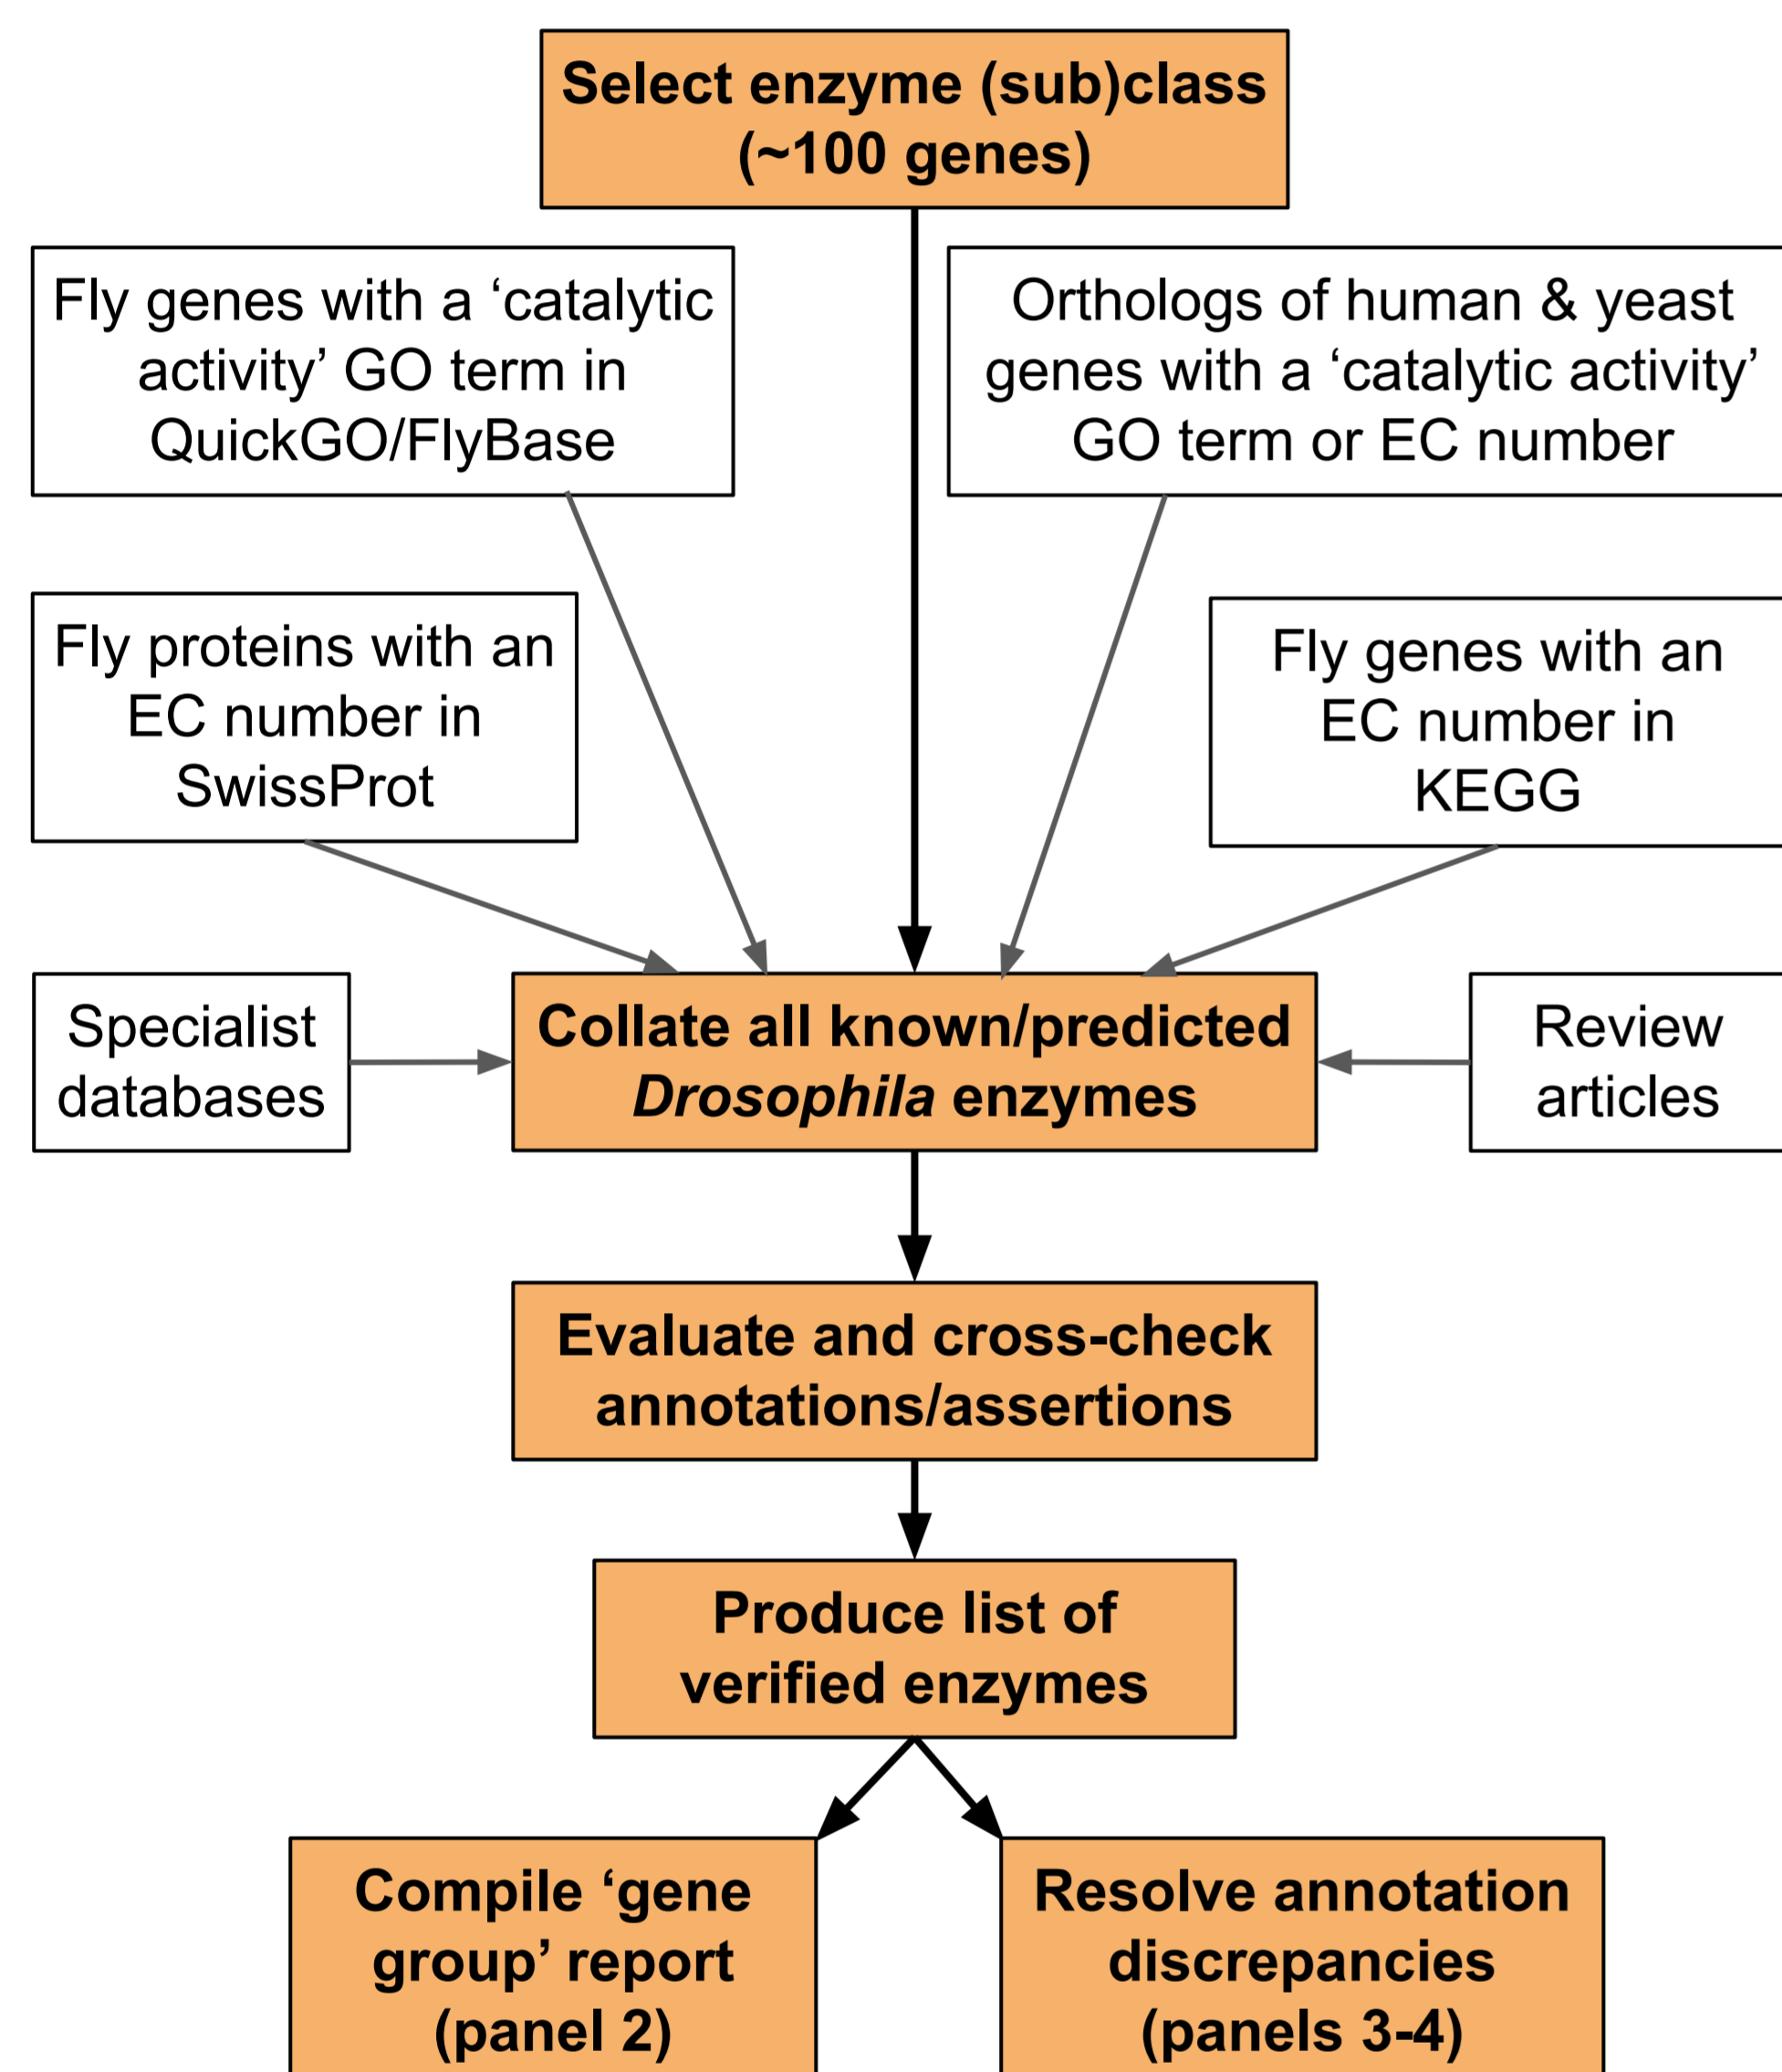 Select enzyme (sub)class
(~100 genes)
Fly genes with a ‘catalytic
activity’ GO term in
QuickGO/FlyBase
Orthologs of human & yeast
genes with a ‘catalytic activity’
GO term or EC number
Fly proteins with an
EC number in
SwissProt
Fly genes with an
EC number in
KEGG
Specialist
databases
Collate all known/predicted
Drosophila enzymes
Review
articles
Evaluate and cross-check
annotations/assertions
Produce list of
verified enzymes
Compile ‘gene
group’ report
(panel 2)
Resolve annotation
discrepancies
(panels 3-4)